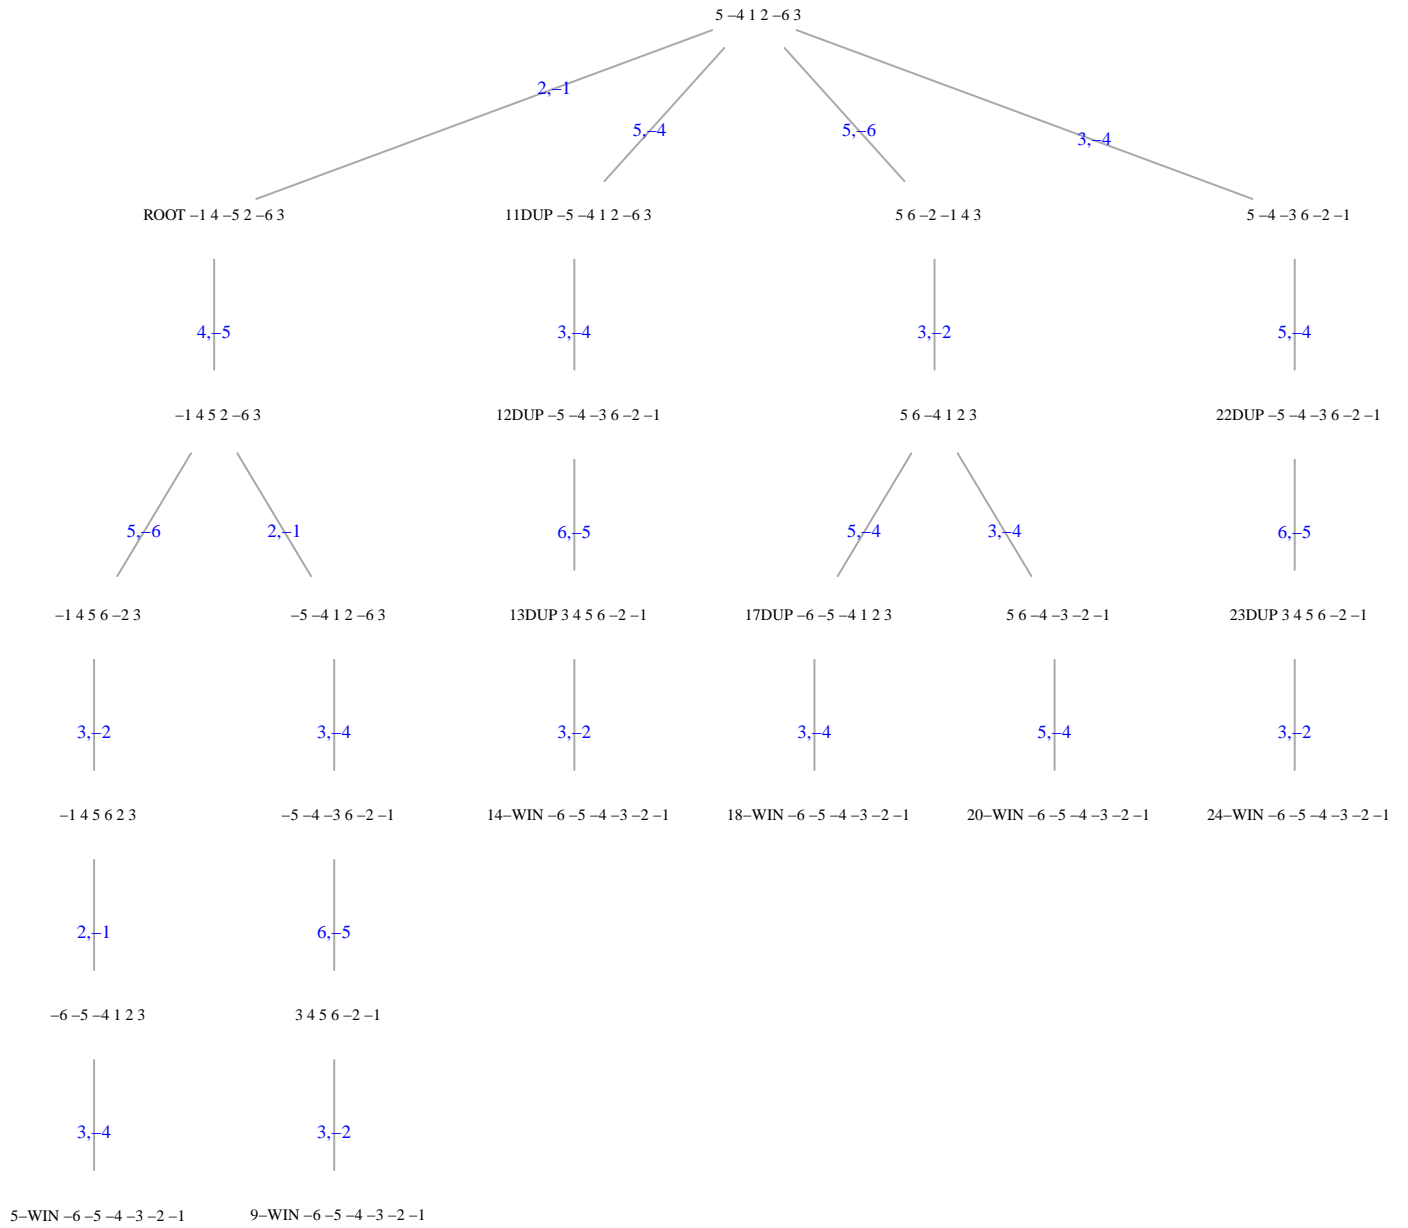 5 −4 1 2 −6 3
2,−1
5,−4
5,−6
3,−4
ROOT −1 4 −5 2 −6 3
11DUP −5 −4 1 2 −6 3
5 6 −2 −1 4 3
5 −4 −3 6 −2 −1
4,−5
3,−4
3,−2
5,−4
−1 4 5 2 −6 3
12DUP −5 −4 −3 6 −2 −1
5 6 −4 1 2 3
22DUP −5 −4 −3 6 −2 −1
5,−6
2,−1
6,−5
5,−4
3,−4
6,−5
−1 4 5 6 −2 3
−5 −4 1 2 −6 3
13DUP 3 4 5 6 −2 −1
17DUP −6 −5 −4 1 2 3
5 6 −4 −3 −2 −1
23DUP 3 4 5 6 −2 −1
3,−2
3,−4
3,−2
3,−4
5,−4
3,−2
−1 4 5 6 2 3
−5 −4 −3 6 −2 −1
14−WIN −6 −5 −4 −3 −2 −1
18−WIN −6 −5 −4 −3 −2 −1
20−WIN −6 −5 −4 −3 −2 −1
24−WIN −6 −5 −4 −3 −2 −1
2,−1
6,−5
−6 −5 −4 1 2 3
3 4 5 6 −2 −1
3,−4
3,−2
5−WIN −6 −5 −4 −3 −2 −1
9−WIN −6 −5 −4 −3 −2 −1